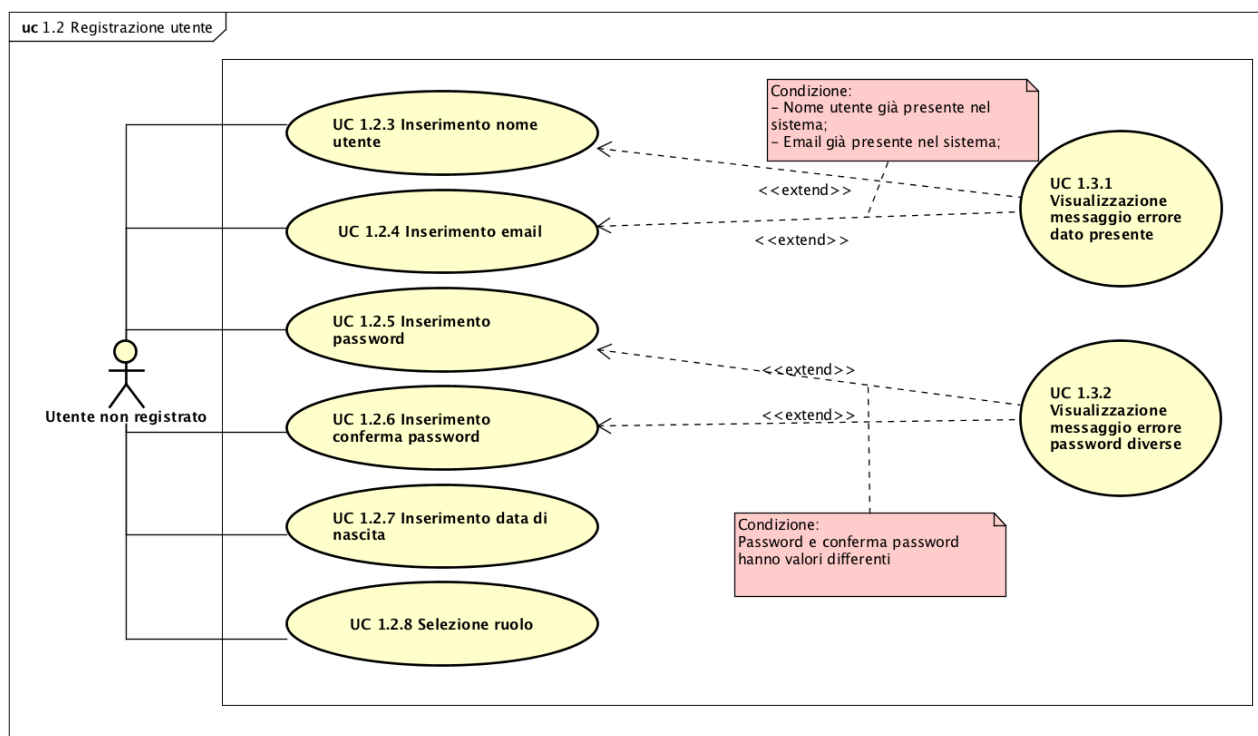 uc 1.2 Registrazione utente
Condizione:
– Nome utente già presente nel
sistema;
– Email già presente nel sistema;
UC 1.2.3 Inserimento nome
utente
<<extend>>
UC 1.3.1
Visualizzazione
messaggio errore
dato presente
UC 1.2.4 Inserimento email
<<extend>>
UC 1.2.5 Inserimento
password
<<extend>>
UC 1.3.2
Visualizzazione
messaggio errore
password diverse
Utente non registrato
UC 1.2.6 Inserimento
conferma password
<<extend>>
UC 1.2.7 Inserimento data di
nascita
Condizione:
Password e conferma password
hanno valori differenti
UC 1.2.8 Selezione ruolo